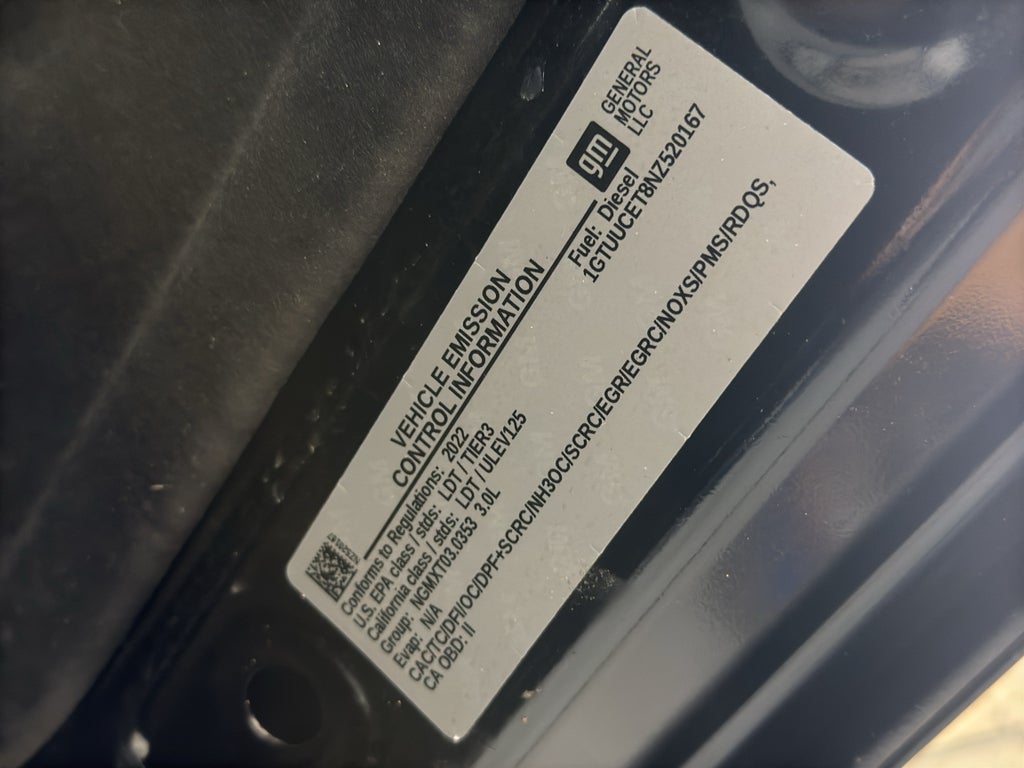 VEHICLE EMISSION
CONTROL INFORMATION
gm
GENERAL
MOTORS
LLC
Conforms to Regulations: 2022
Fuel: Diesel
U.S. EPA class / stds: LDT / TIER3
1GTUUCET8NZ520167
California class / stds: LDT / ULEV125
Group: NGMXT03.0353 3.0L
Evap: N/A
CAC/TC/DFI/OC/DPF+SCRC/NH3OC/SCRC/EGR/EGRC/NOXS/PMS/RDQS,
CA OBD: II